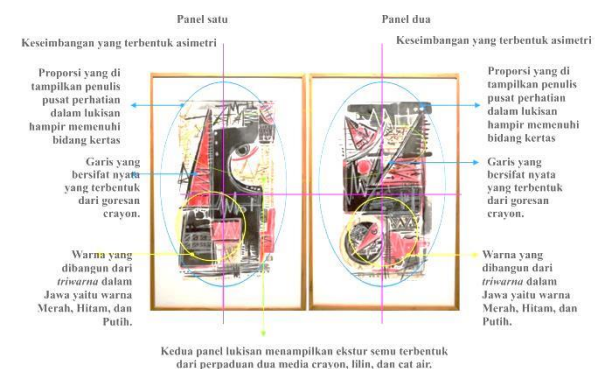 Panel satu
Panel dua
Keseimbangan yang terbentuk asimetri
Keseimbangan yang terbentuk asimetri
Proporsi yang di
tampilkan penulis
pusat perhatian
dalam lukisan
hampir memenuhi
bidang kertas
Proporsi yang di
tampilkan penulis
pusat perhatian
dalam lukisan
hampir memenuhi
bidang kertas
Garis yang
bersifat nyata
yang terbentuk
dari goresan
crayon.
Garis yang
bersifat nyata
yang terbentuk
dari goresan
crayon.
Warna yang
dibangun dari
triwarna dalam
Jawa yaitu warna
Merah, Hitam, dan
Putih.
Warna yang
dibangun dari
triwarna dalam
Jawa yaitu warna
Merah, Hitam, dan
Putih.
Kedua panel lukisan menampilkan ekstur semu terbentuk
dari perpaduan dua media crayon, lilin, dan cat air.